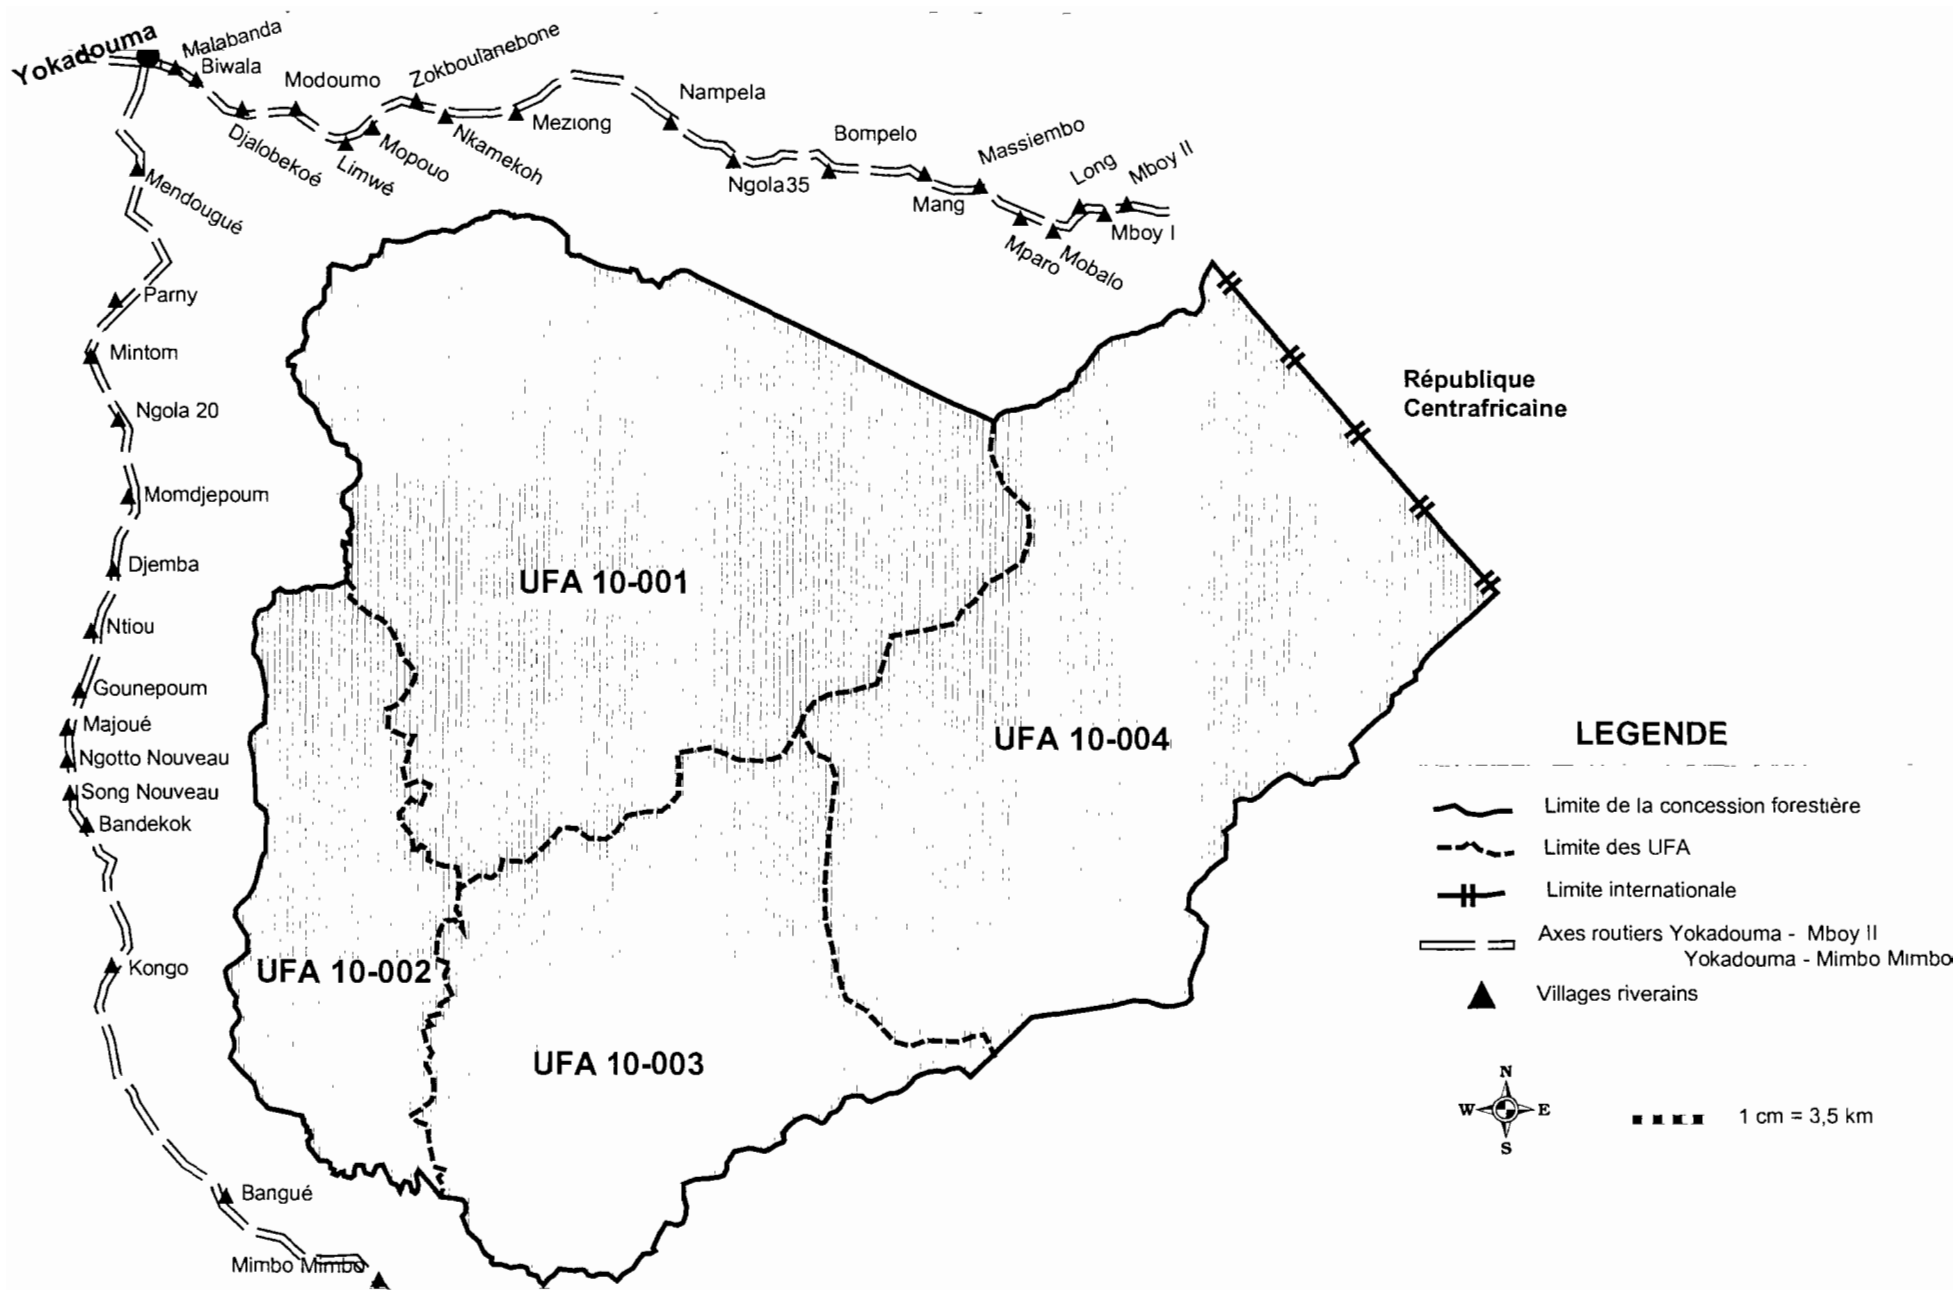 Yokadouma
Malabanda
Biwala
Modoumo
Zokboulanebone
Djalobekoé
Limwé
Mopouo
Nkamekoh
Meziong
Nampela
Ngola35
Bompelo
Mang
Massiembo
Mparo
Mobalo
Long
Mboy I
Mboy II
Mendougué
Parny
Mintom
Ngola 20
Momdjepoum
Djemba
Ntiou
Gounepoum
Majoué
Ngotto Nouveau
Song Nouveau
Bandekok
Kongo
Bangué
Mimbo Mimbo
UFA 10-001
UFA 10-002
UFA 10-003
UFA 10-004
République
Centrafricaine
LEGENDE
Limite de la concession forestière
Limite des UFA
Limite internationale
Axes routiers Yokadouma - Mboy II
Yokadouma - Mimbo Mimbo
Villages riverains
N
W E
S
1 cm = 3,5 km